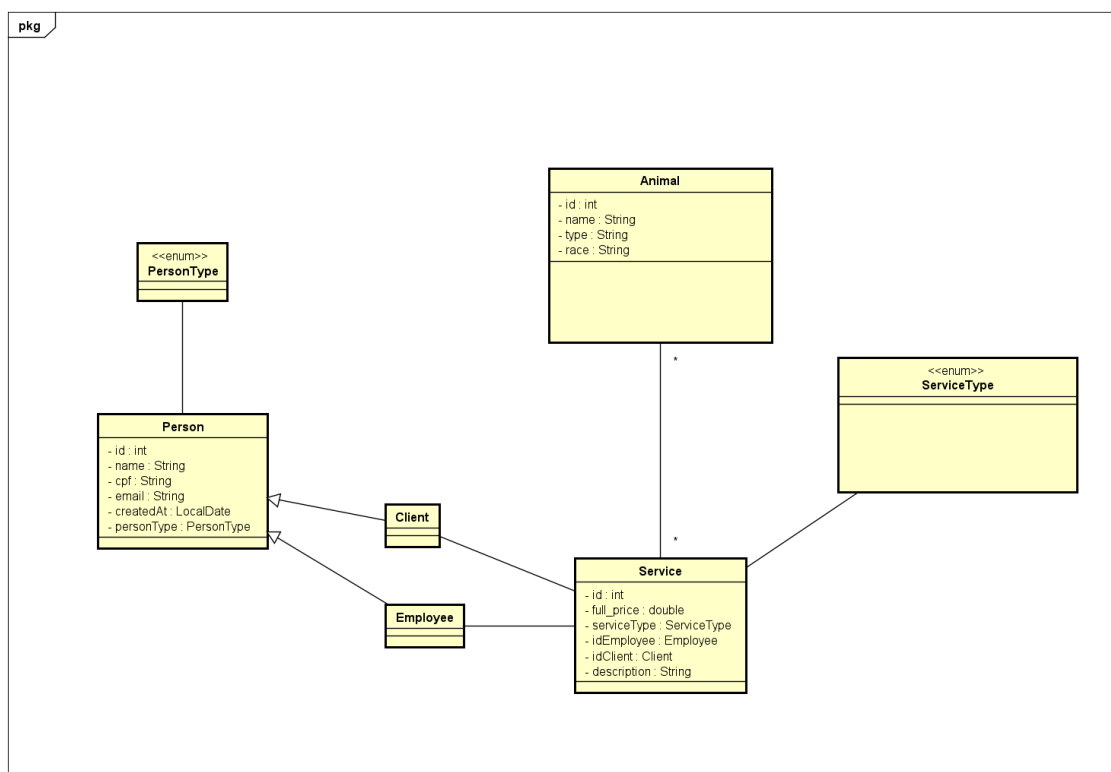 pkg
Animal
- id : int
- name : String
- type : String
- race : String
<<enum>>
PersonType
<<enum>>
ServiceType
Person
- id : int
- name : String
- cpf : String
- email : String
- createdAt : LocalDate
- personType : PersonType
*
*
Client
Employee
Service
- id : int
- full_price : double
- serviceType : ServiceType
- idEmployee : Employee
- idClient : Client
- description : String